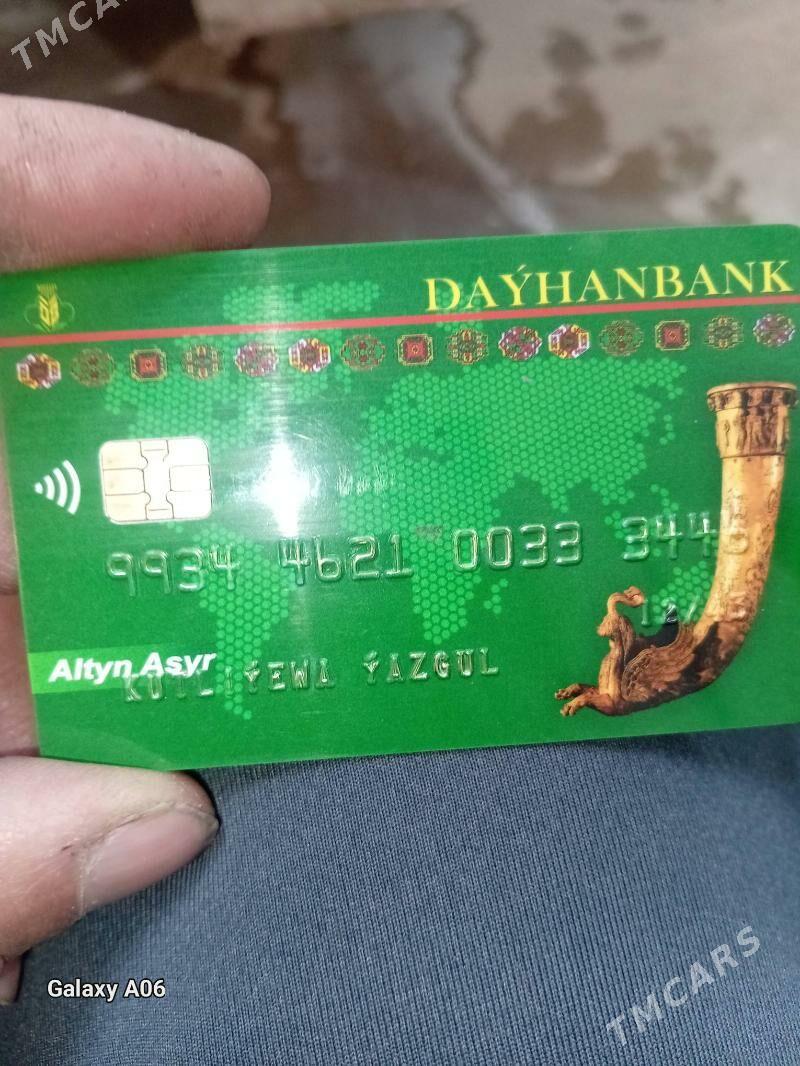 TMCARS
DAÝHANBANK
9934 4621 0033
Altyn Asyr
ÝAZGUL
Galaxy A06
TMCARS